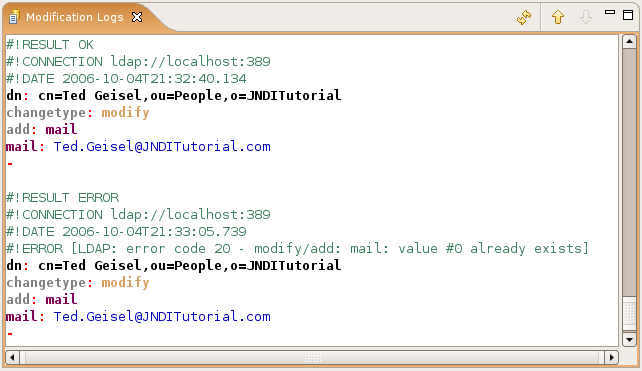 Modification Logs
#!RESULT OK
#!CONNECTION ldap://localhost:389
#!DATE 2006-10-04T21:32:40.134
dn: cn=Ted Geisel,ou=People,o=JNDITutorial
changetype: modify
add: mail
mail: Ted.Geisel@JNDITutorial.com
-
#!RESULT ERROR
#!CONNECTION ldap://localhost:389
#!DATE 2006-10-04T21:33:05.739
#!ERROR [LDAP: error code 20 - modify/add: mail: value #0 already exists]
dn: cn=Ted Geisel,ou=People,o=JNDITutorial
changetype: modify
add: mail
mail: Ted.Geisel@JNDITutorial.com
-